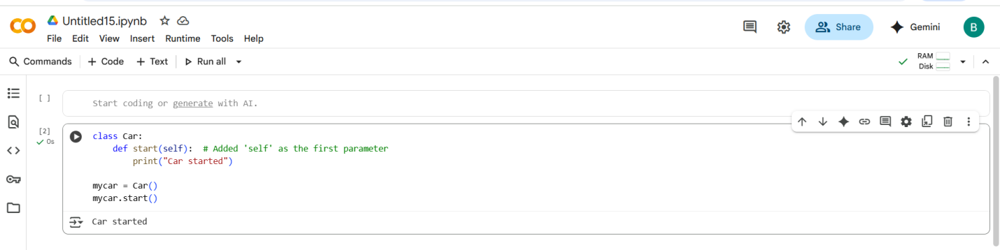 Untitled15.ipynb
File Edit View Insert Runtime Tools Help
Share
Gemini
B
Commands + Code + Text Run all
RAM
Disk
[ ]
Start coding or generate with AI.
[2]
0s
class Car:
    def start(self):  # Added 'self' as the first parameter
        print("Car started")
mycar = Car()
mycar.start()
Car started